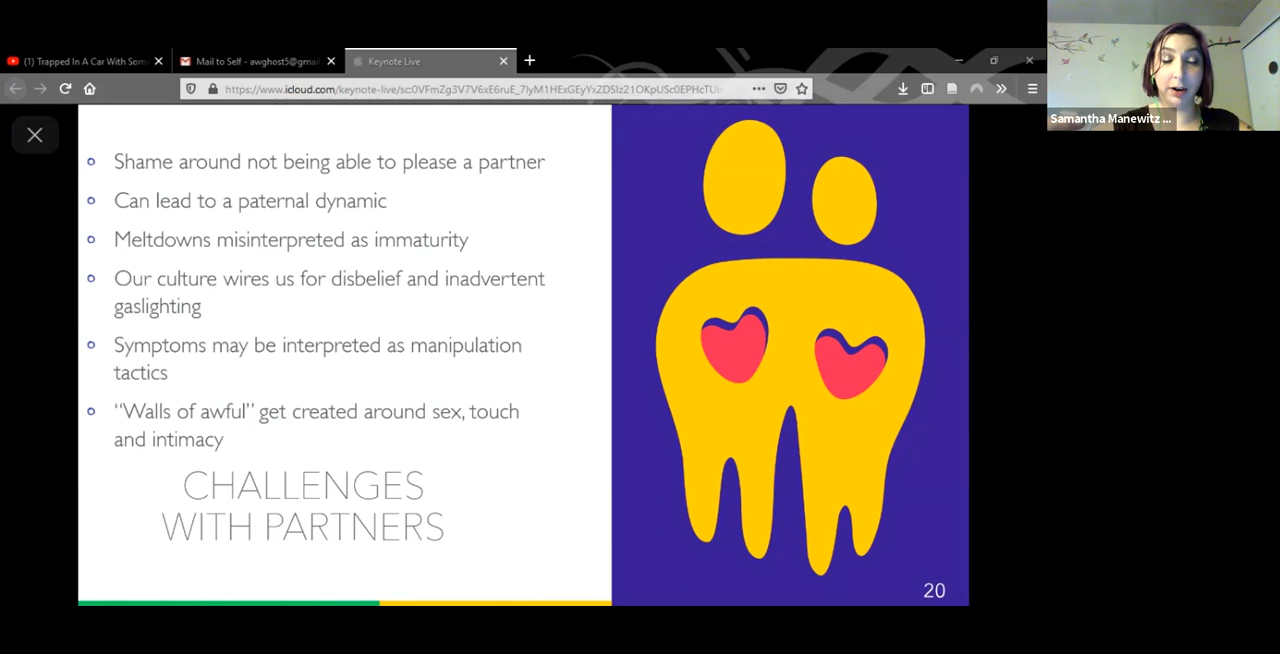 (1) Trapped In A Car With Som
Mail to Self - awghost5@gmail
Keynote Live
https://www.icloud.com/keynote-live/
Samantha Manewitz ...
Shame around not being able to please a partner
Can lead to a paternal dynamic
Meltdowns misinterpreted as immaturity
Our culture wires us for disbelief and inadvertent
gaslighting
Symptoms may be interpreted as manipulation
tactics
“Walls of awful” get created around sex, touch
and intimacy
CHALLENGES
WITH PARTNERS
20